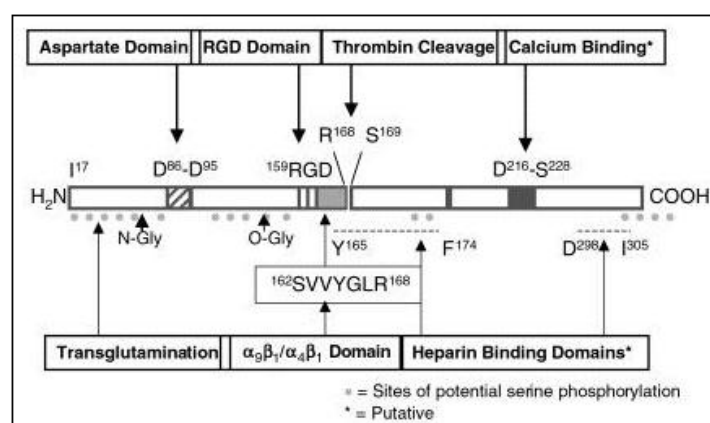 Aspartate Domain RGD Domain Thrombin Cleavage Calcium Binding*
R¹⁶⁸ S¹⁶⁹
I¹⁷ D⁸⁶-D⁹⁵ ¹⁵⁹RGD D²¹⁶-S²²⁸
H₂N COOH
N-Gly O-Gly Y¹⁶⁵ F¹⁷⁴ D²⁹⁸ I³⁰⁵
¹⁶²SVVYGLR¹⁶⁸
Transglutamination α₉β₁/α₄β₁ Domain Heparin Binding Domains*
= Sites of potential serine phosphorylation
* = Putative